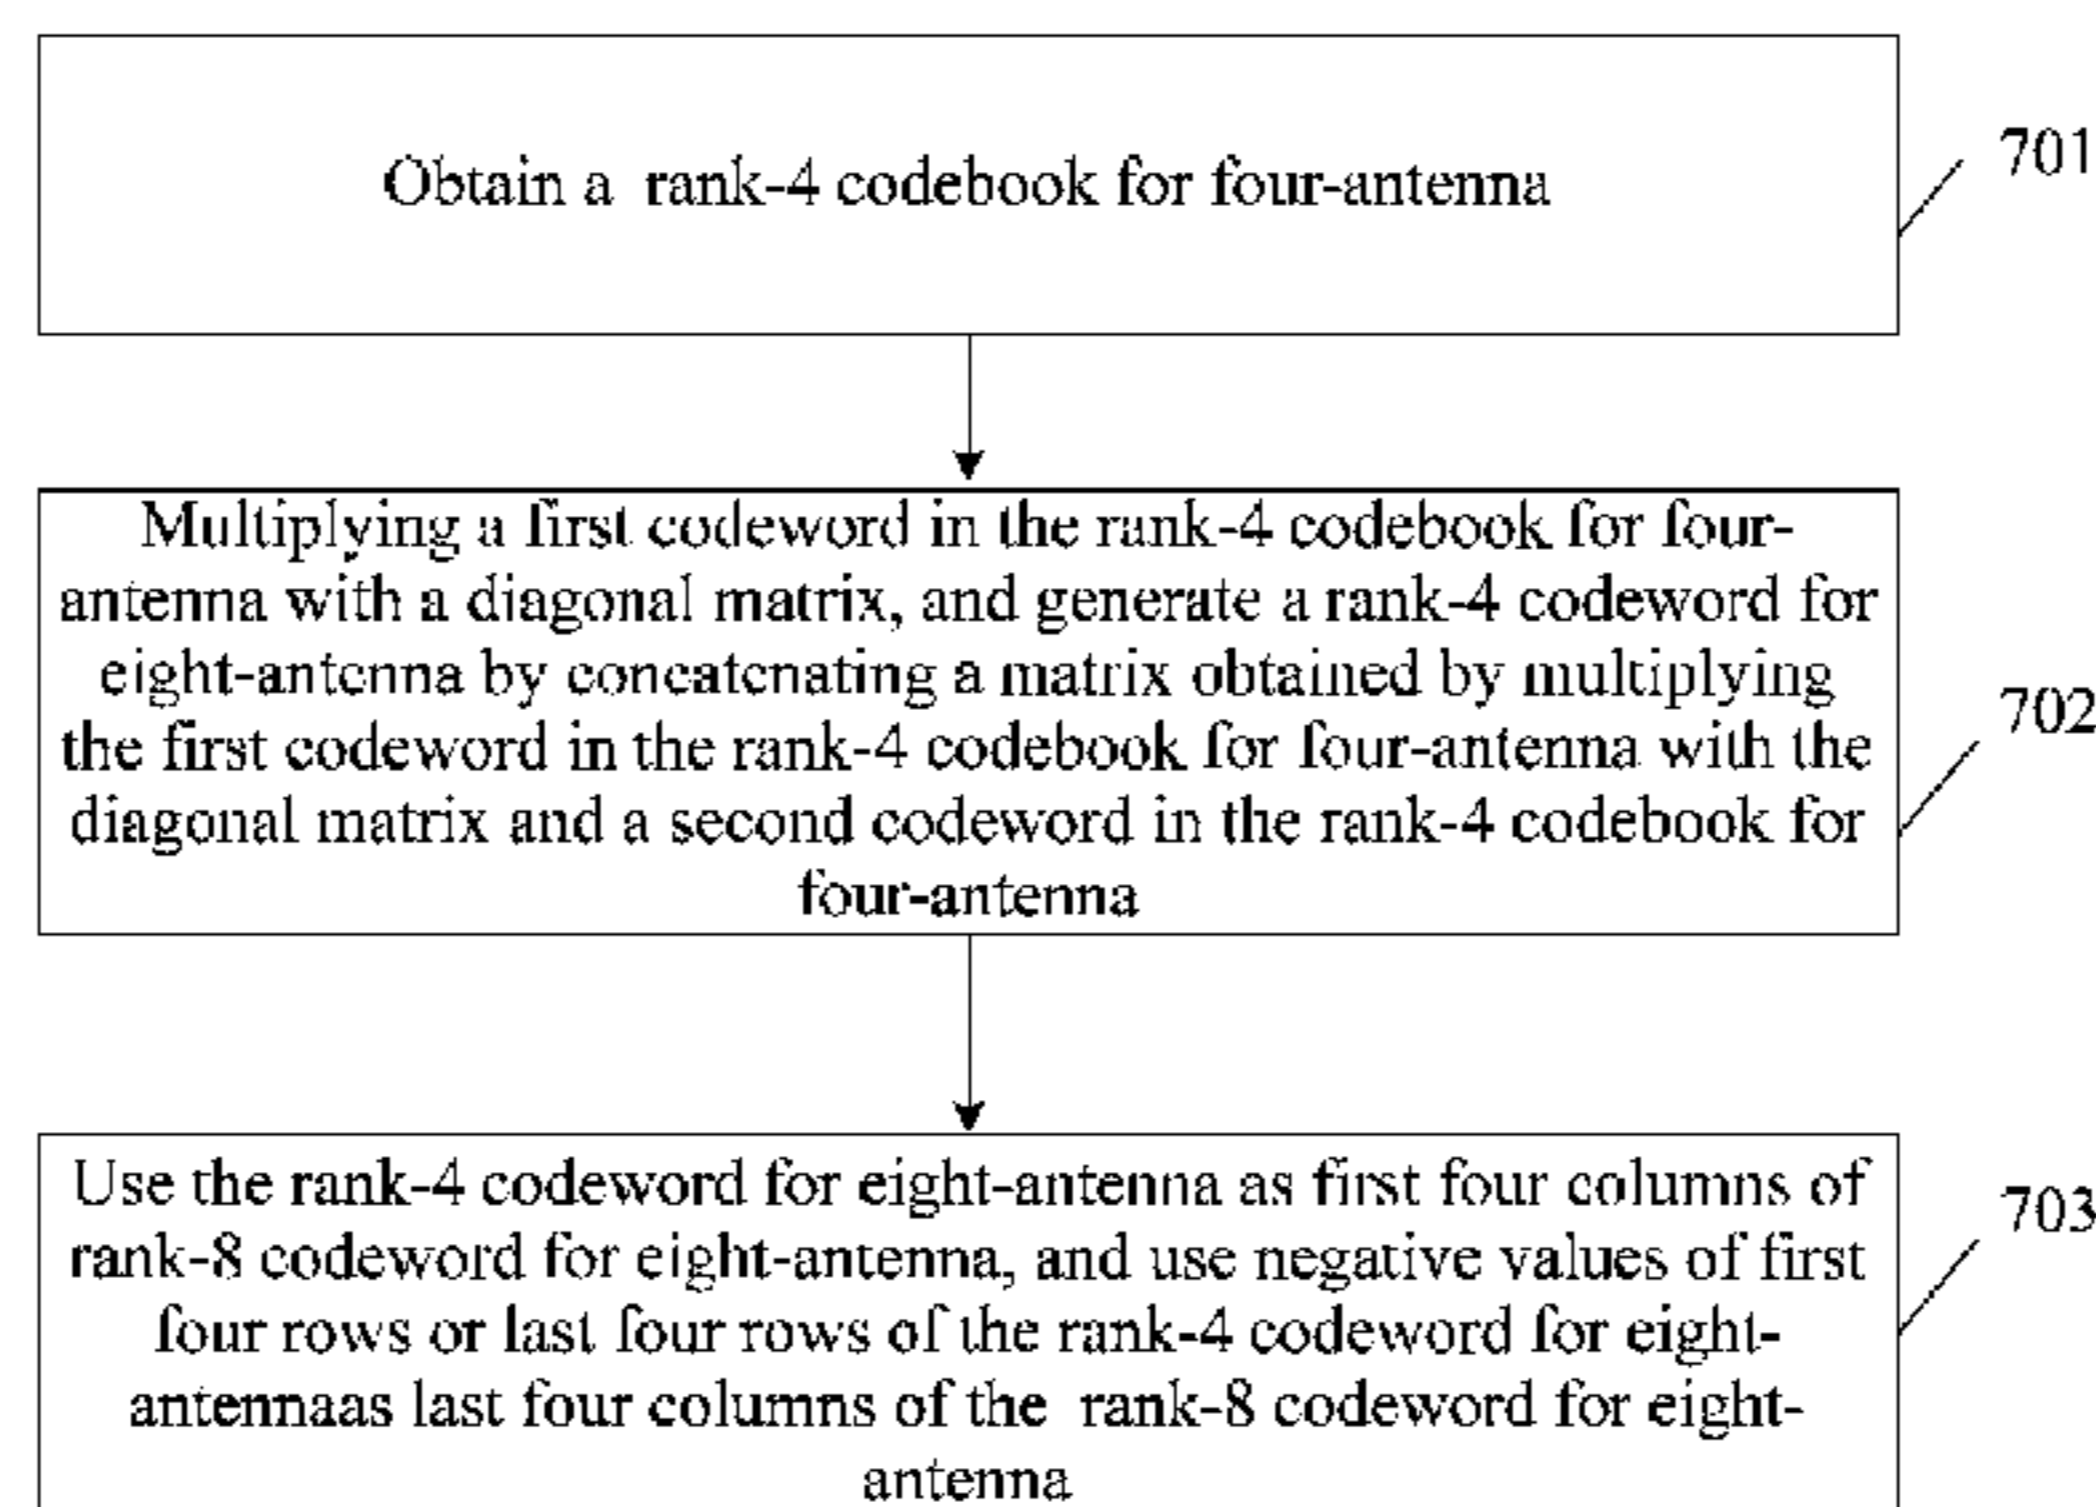 Obtain a rank-4 codebook for four-antenna
701
Multiplying a first codeword in the rank-4 codebook for four-
antenna with a diagonal matrix, and generate a rank-4 codeword for
eight-antenna by concatenating a matrix obtained by multiplying
the first codeword in the rank-4 codebook for four-antenna with the
diagonal matrix and a second codeword in the rank-4 codebook for
four-antenna
702
Use the rank-4 codeword for eight-antenna as first four columns of
rank-8 codeword for eight-antenna, and use negative values of first
four rows or last four rows of the rank-4 codeword for eight-
antennaas last four columns of the rank-8 codeword for eight-
antenna
703